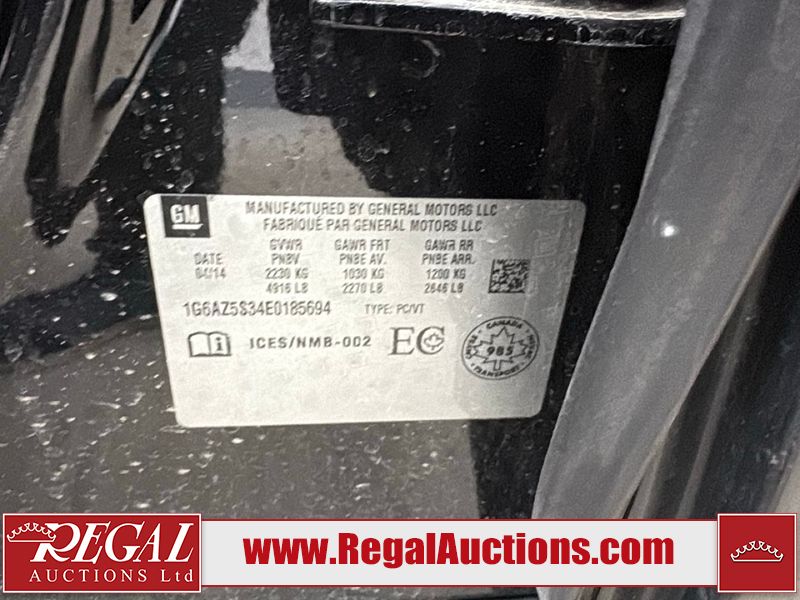 GM
MANUFACTURED BY GENERAL MOTORS LLC
FABRIQUÉ PAR GENERAL MOTORS LLC
GVWR GAWR FRT GAWR RR
DATE PNBV PNBE AV. PNBE ARR.
04/14 2230 KG 1030 KG 1200 KG
4916 LB 2270 LB 2646 LB
1G6AZ5S34E0185694 TYPE: PC/VT
i ICES/NMB-002 EC
CANADA
985
TRANSPORT
REGAL
AUCTIONS Ltd
www.RegalAuctions.com